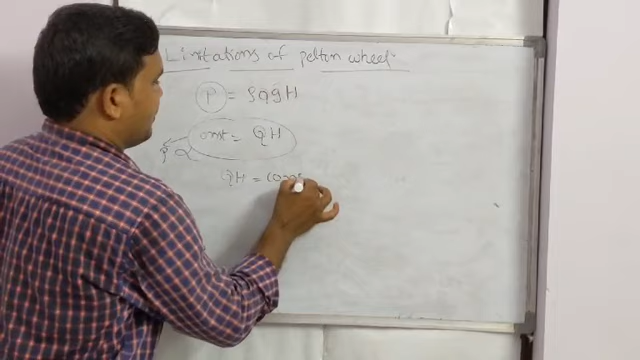 Limitations of pelton wheel
P = ρQgH
const = QH
P α
QH = cons